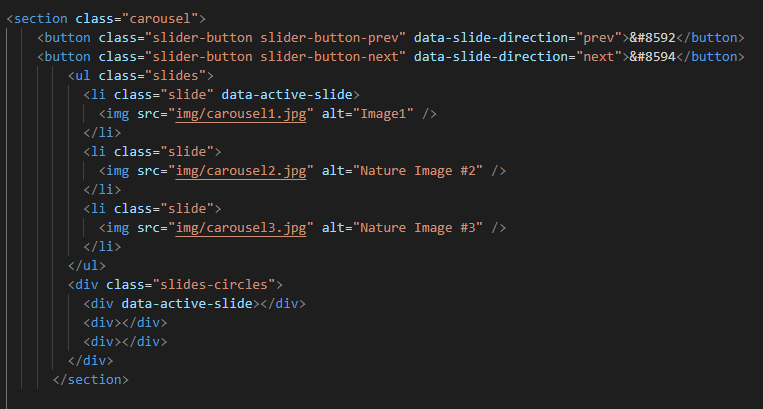 <section class="carousel">
<button class="slider-button slider-button-prev" data-slide-direction="prev">&#8592</button>
<button class="slider-button slider-button-next" data-slide-direction="next">&#8594</button>
<ul class="slides">
<li class="slide" data-active-slide>
<img src="img/carousel1.jpg" alt="Image1" />
</li>
<li class="slide">
<img src="img/carousel2.jpg" alt="Nature Image #2" />
</li>
<li class="slide">
<img src="img/carousel3.jpg" alt="Nature Image #3" />
</li>
</ul>
<div class="slides-circles">
<div data-active-slide></div>
<div></div>
<div></div>
</div>
</section>